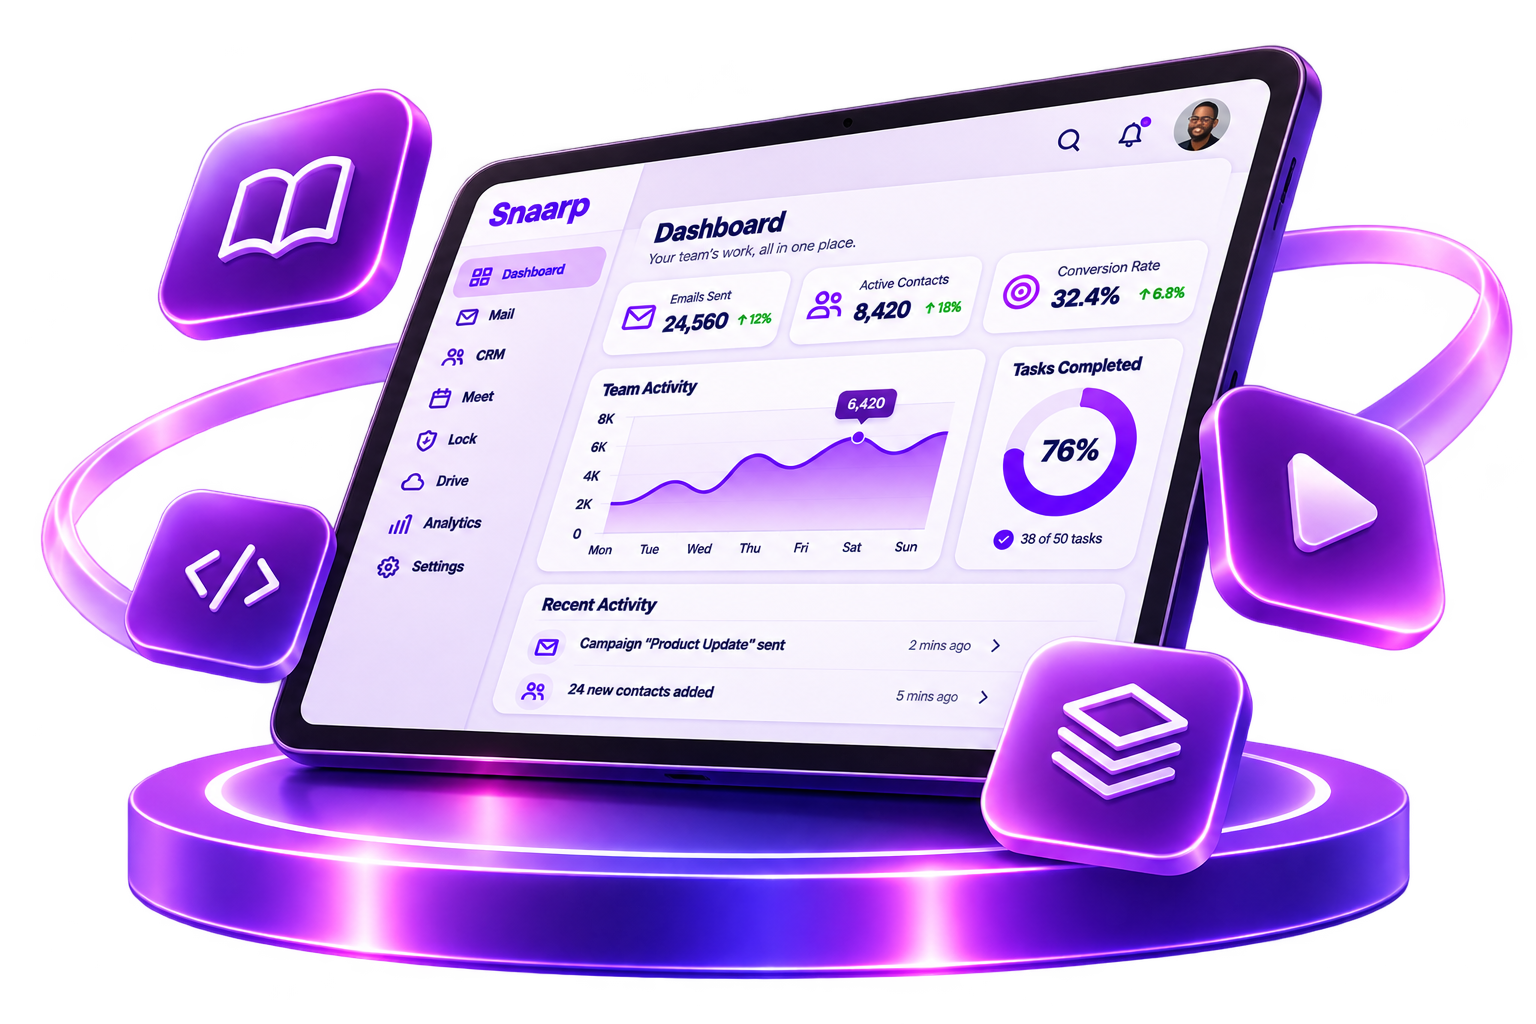 Snaarp
Dashboard
Mail
CRM
Meet
Lock
Drive
Analytics
Settings
Dashboard
Your team's work, all in one place.
Emails Sent
24,560 ↑ 12%
Active Contacts
8,420 ↑ 18%
Conversion Rate
32.4% ↑ 6.8%
Team Activity
8K
6K
4K
2K
0
6,420
Mon Tue Wed Thu Fri Sat Sun
Tasks Completed
76%
38 of 50 tasks
Recent Activity
Campaign "Product Update" sent 2 mins ago
24 new contacts added 5 mins ago